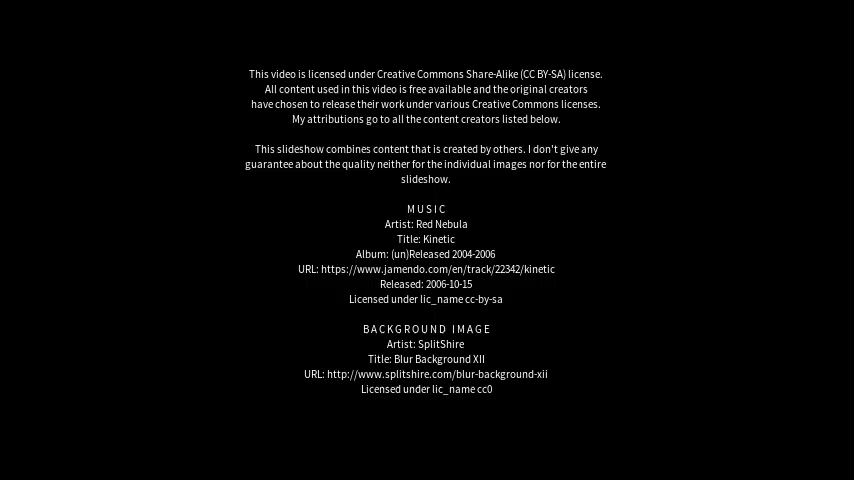 This video is licensed under Creative Commons Share-Alike (CC BY-SA) license.
All content used in this video is free available and the original creators
have chosen to release their work under various Creative Commons licenses.
My attributions go to all the content creators listed below.
This slideshow combines content that is created by others. I don't give any
guarantee about the quality neither for the individual images nor for the entire
slideshow.
MUSIC
Artist: Red Nebula
Title: Kinetic
Album: (un)Released 2004-2006
URL: https://www.jamendo.com/en/track/22342/kinetic
Released: 2006-10-15
Licensed under lic_name cc-by-sa
BACKGROUND IMAGE
Artist: SplitShire
Title: Blur Background XII
URL: http://www.splitshire.com/blur-background-xii
Licensed under lic_name cc0